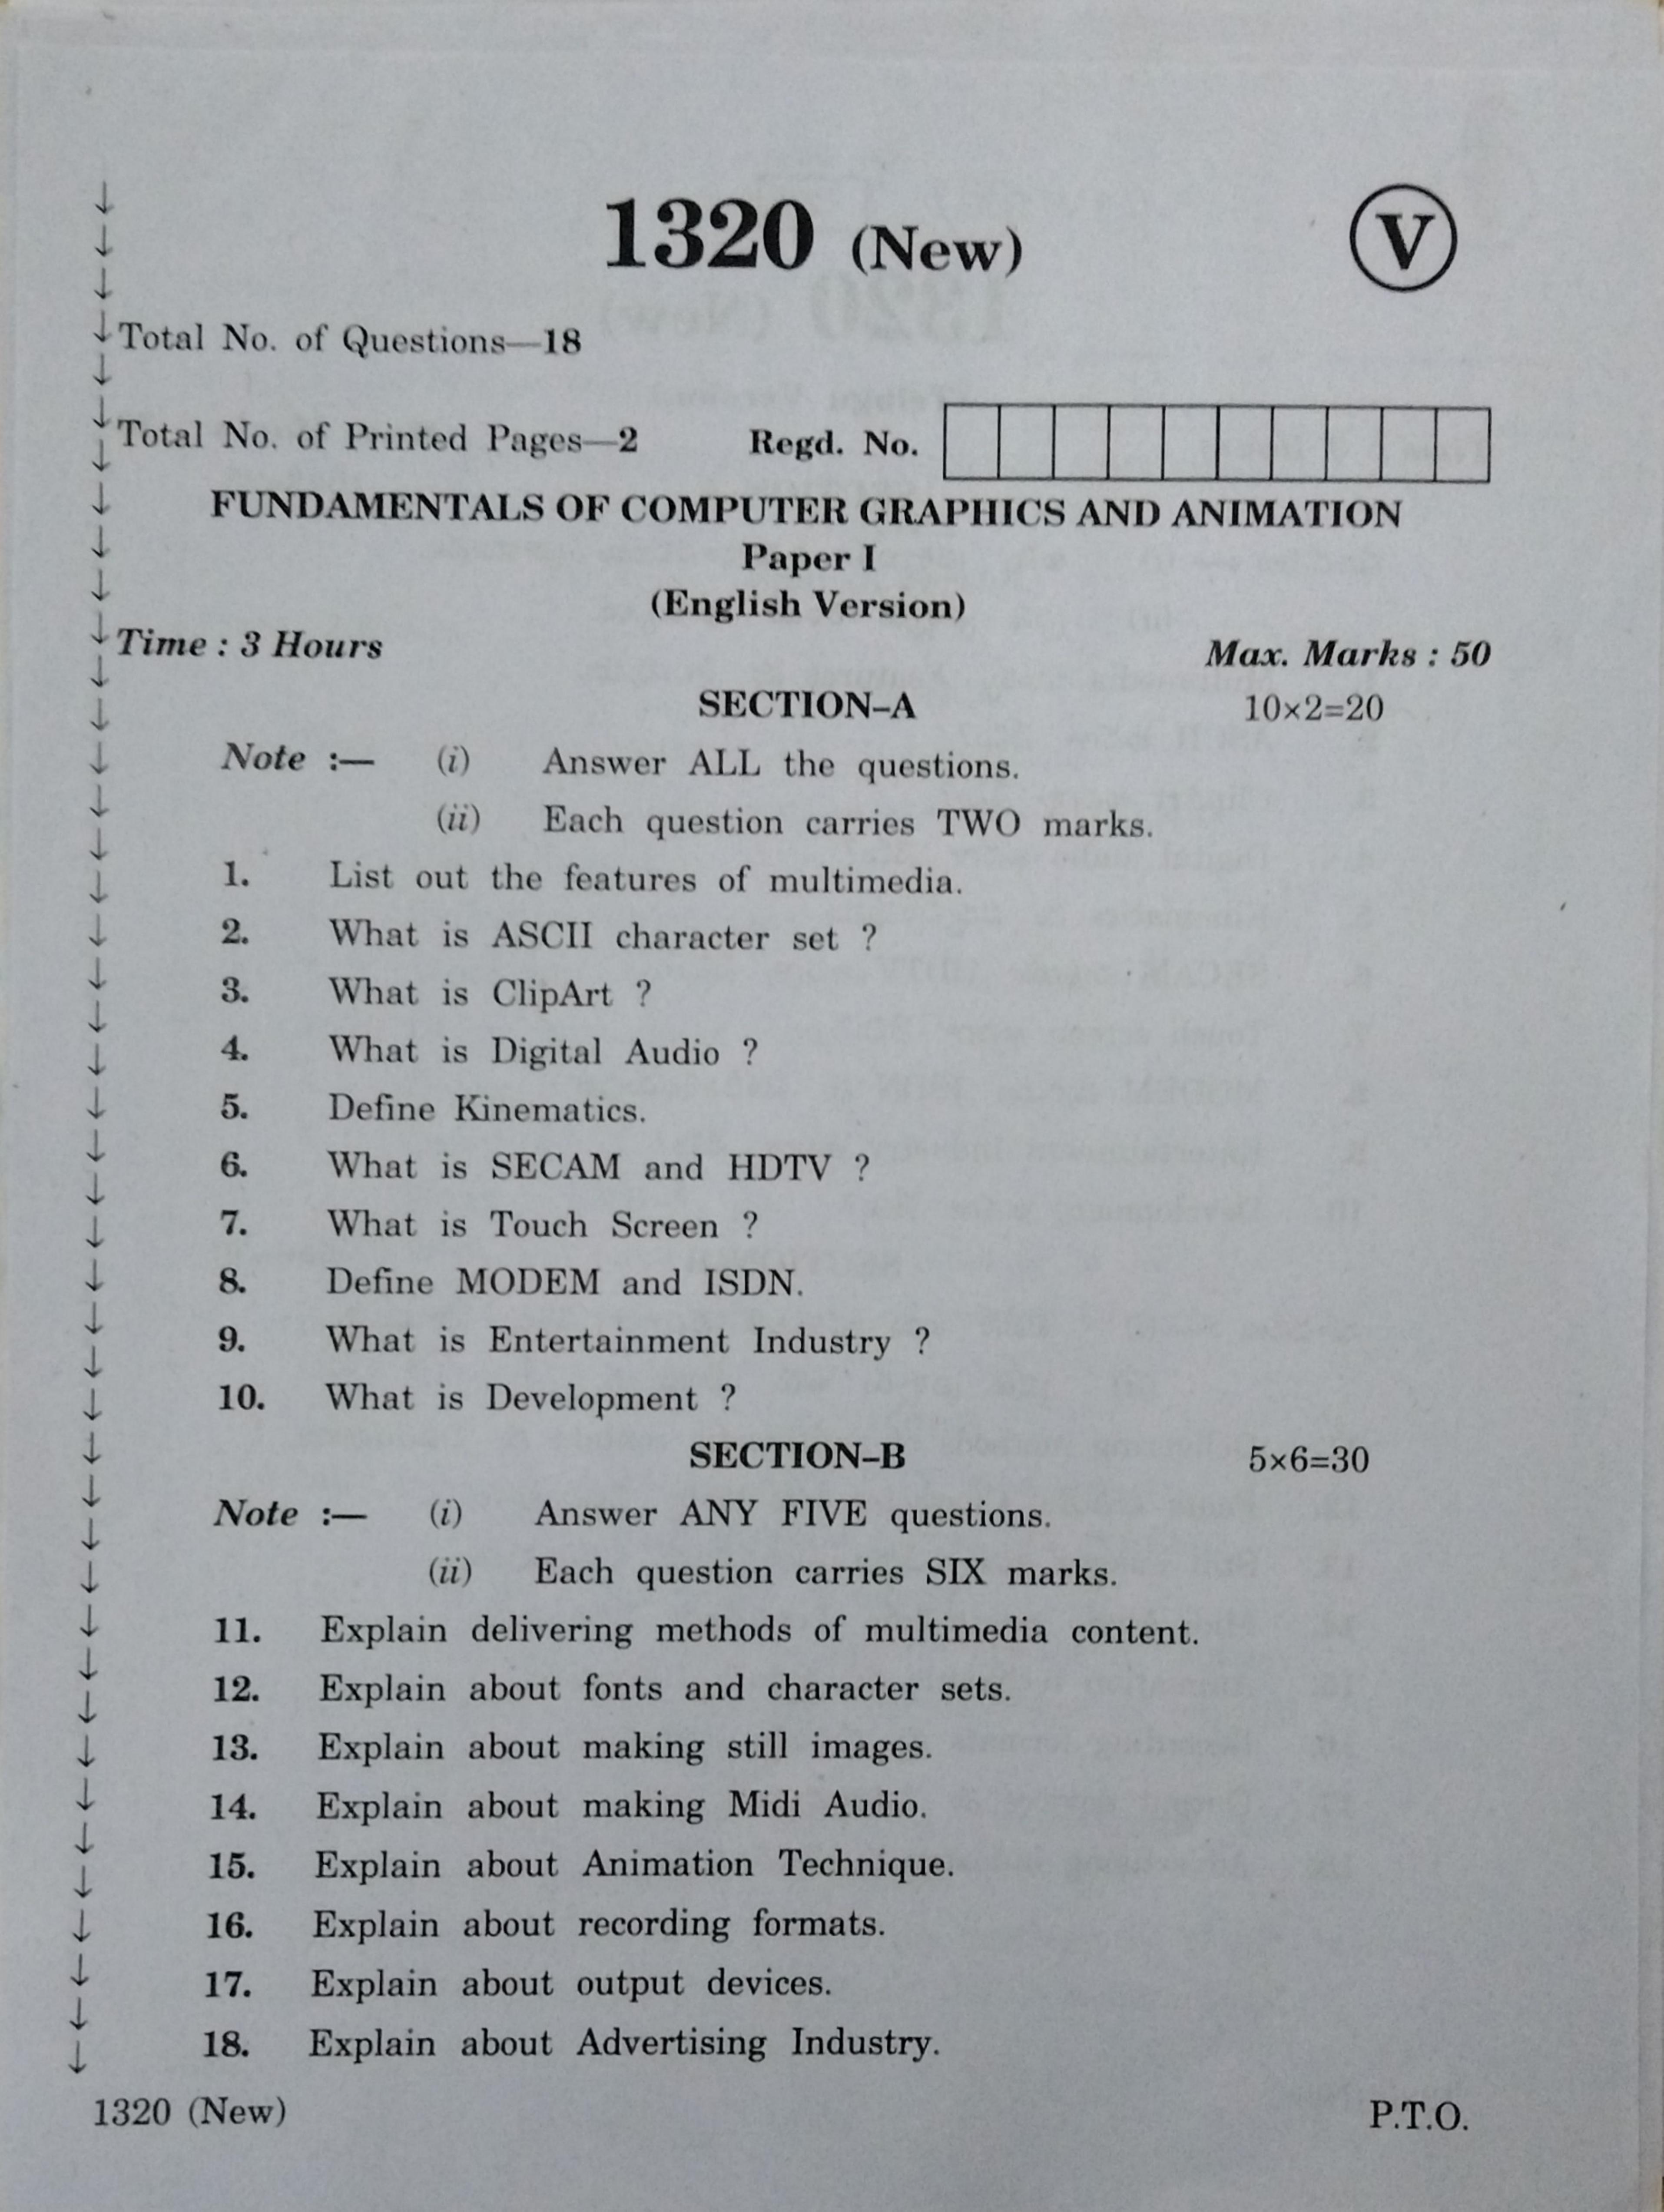 1320 (New)
V
Total No. of Questions—18
Total No. of Printed Pages—2 Regd. No.
FUNDAMENTALS OF COMPUTER GRAPHICS AND ANIMATION
Paper I
(English Version)
Time : 3 Hours Max. Marks : 50
SECTION–A 10×2=20
Note :— (i) Answer ALL the questions.
(ii) Each question carries TWO marks.
1. List out the features of multimedia.
2. What is ASCII character set ?
3. What is ClipArt ?
4. What is Digital Audio ?
5. Define Kinematics.
6. What is SECAM and HDTV ?
7. What is Touch Screen ?
8. Define MODEM and ISDN.
9. What is Entertainment Industry ?
10. What is Development ?
SECTION–B 5×6=30
Note :— (i) Answer ANY FIVE questions.
(ii) Each question carries SIX marks.
11. Explain delivering methods of multimedia content.
12. Explain about fonts and character sets.
13. Explain about making still images.
14. Explain about making Midi Audio.
15. Explain about Animation Technique.
16. Explain about recording formats.
17. Explain about output devices.
18. Explain about Advertising Industry.
1320 (New) P.T.O.